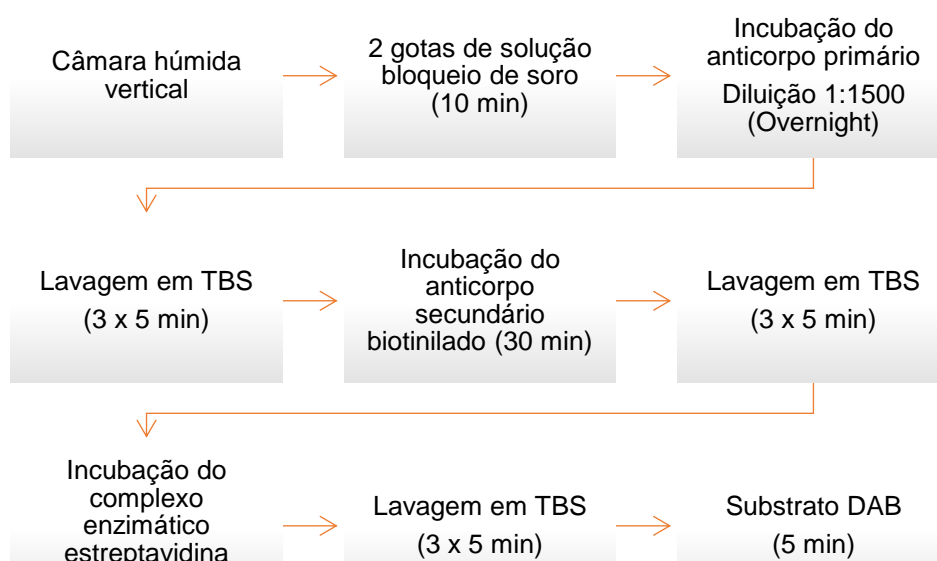 Câmara húmida
vertical
2 gotas de solução
bloqueio de soro
(10 min)
Incubação do
anticorpo primário
Diluição 1:1500
(Overnight)
Lavagem em TBS
(3 x 5 min)
Incubação do
anticorpo
secundário
biotinilado (30 min)
Lavagem em TBS
(3 x 5 min)
Incubação do
complexo
enzimático
estreptavidina
Lavagem em TBS
(3 x 5 min)
Substrato DAB
(5 min)